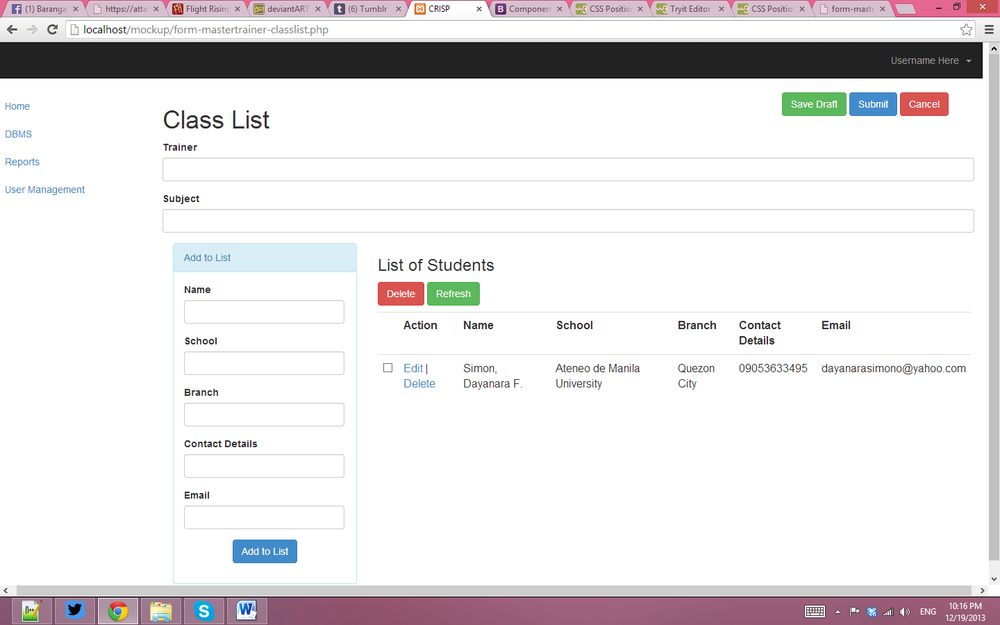 (1) Baranga
https://atta
Flight Rising
deviantART
(6) Tumblr
CRISP
Component
CSS Position
Tryit Editor
CSS Position
form-maste
localhost/mockup/form-mastertrainer-classlist.php
Username Here
Home
DBMS
Reports
User Management
Save Draft
Submit
Cancel
Class List
Trainer
Subject
Add to List
Name
School
Branch
Contact Details
Email
Add to List
List of Students
Delete
Refresh
Action Name School Branch Contact Email
Details
Edit | Simon, Ateneo de Manila Quezon 09053633495 dayanarasimono@yahoo.com
Delete Dayanara F. University City
ENG
10:16 PM
12/19/2013